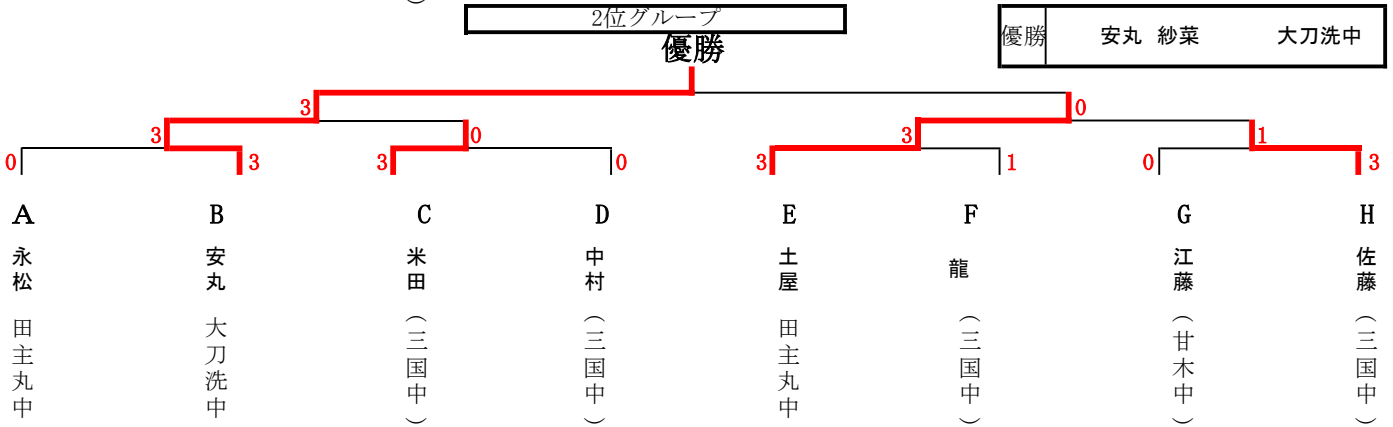 2位グループ
優勝
優勝 安丸 紗菜 大刀洗中
3 0
3 0 3 1
0 3 3 0 3 1 0 3
A B C D E F G H
永松 安丸 米田 中村 土屋 龍 江藤 佐藤
田主丸中 大刀洗中 (三国中) (三国中) 田主丸中 (三国中) (甘木中) (三国中)